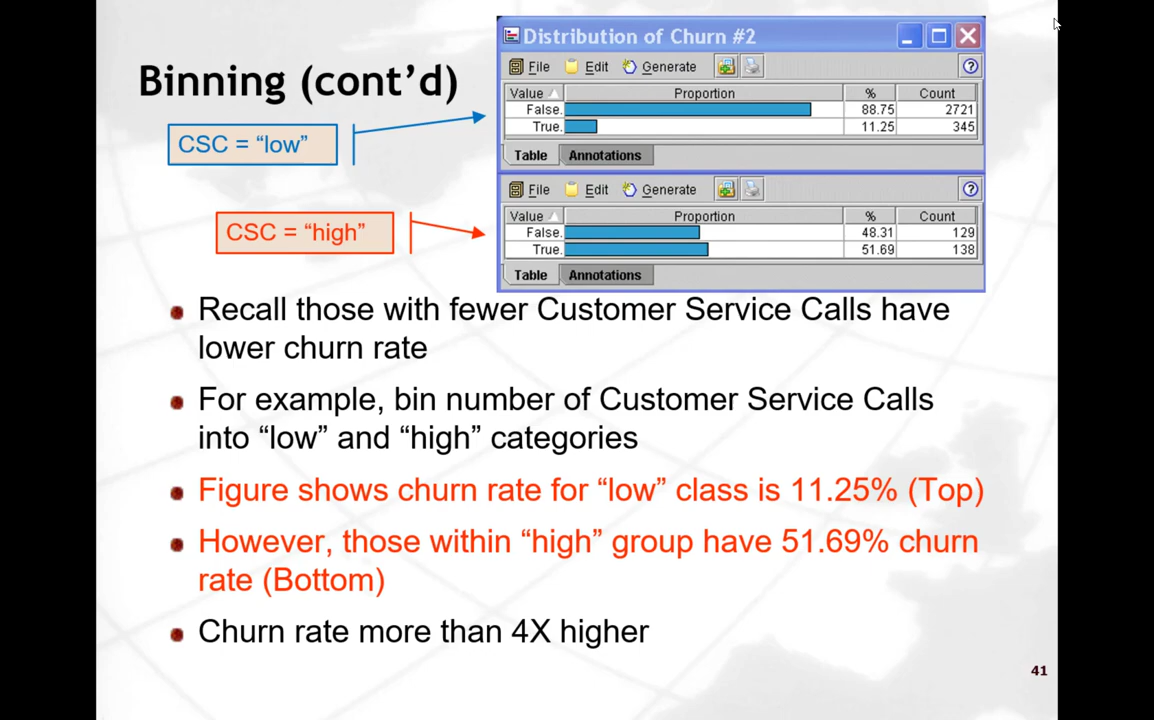 Binning (cont’d)
CSC = “low”
CSC = “high”
Distribution of Churn #2
File Edit Generate
Value Proportion % Count
False. 88.75 2721
True. 11.25 345
Table Annotations
File Edit Generate
Value Proportion % Count
False. 48.31 129
True. 51.69 138
Table Annotations
Recall those with fewer Customer Service Calls have
lower churn rate
For example, bin number of Customer Service Calls
into “low” and “high” categories
Figure shows churn rate for “low” class is 11.25% (Top)
However, those within “high” group have 51.69% churn
rate (Bottom)
Churn rate more than 4X higher
41